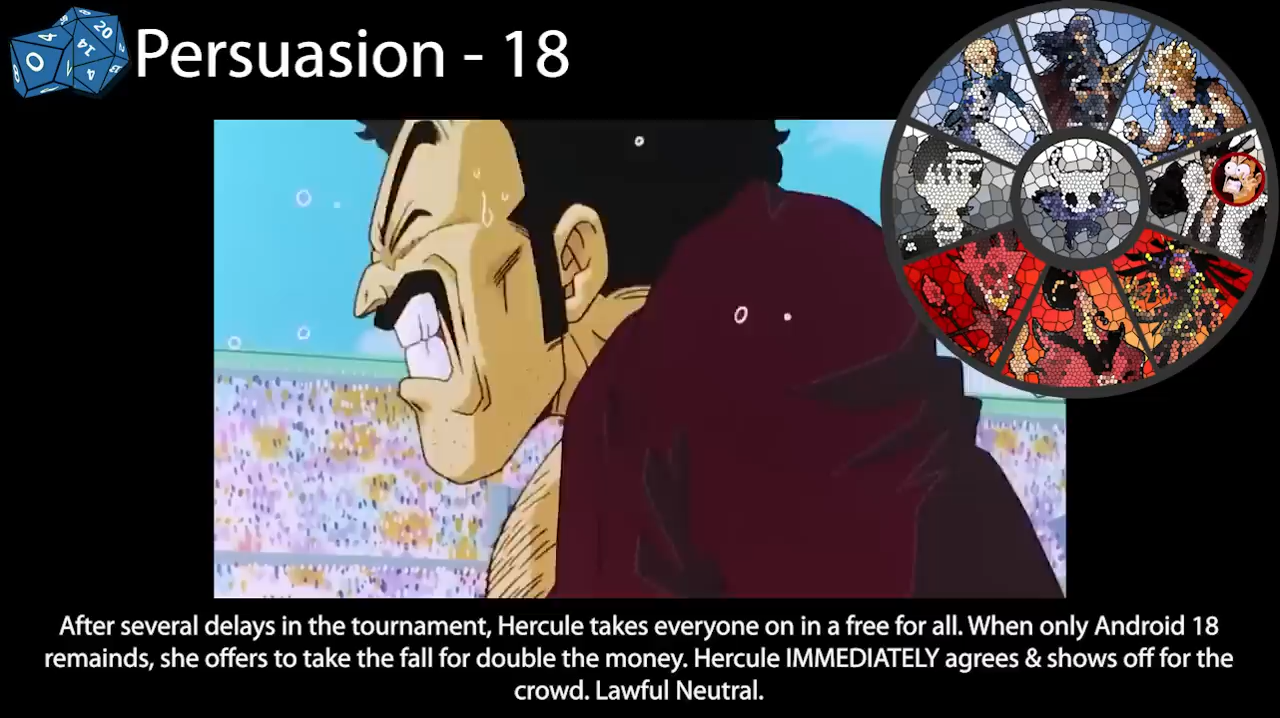 Persuasion - 18
After several delays in the tournament, Hercule takes everyone on in a free for all. When only Android 18
remainds, she offers to take the fall for double the money. Hercule IMMEDIATELY agrees & shows off for the
crowd. Lawful Neutral.